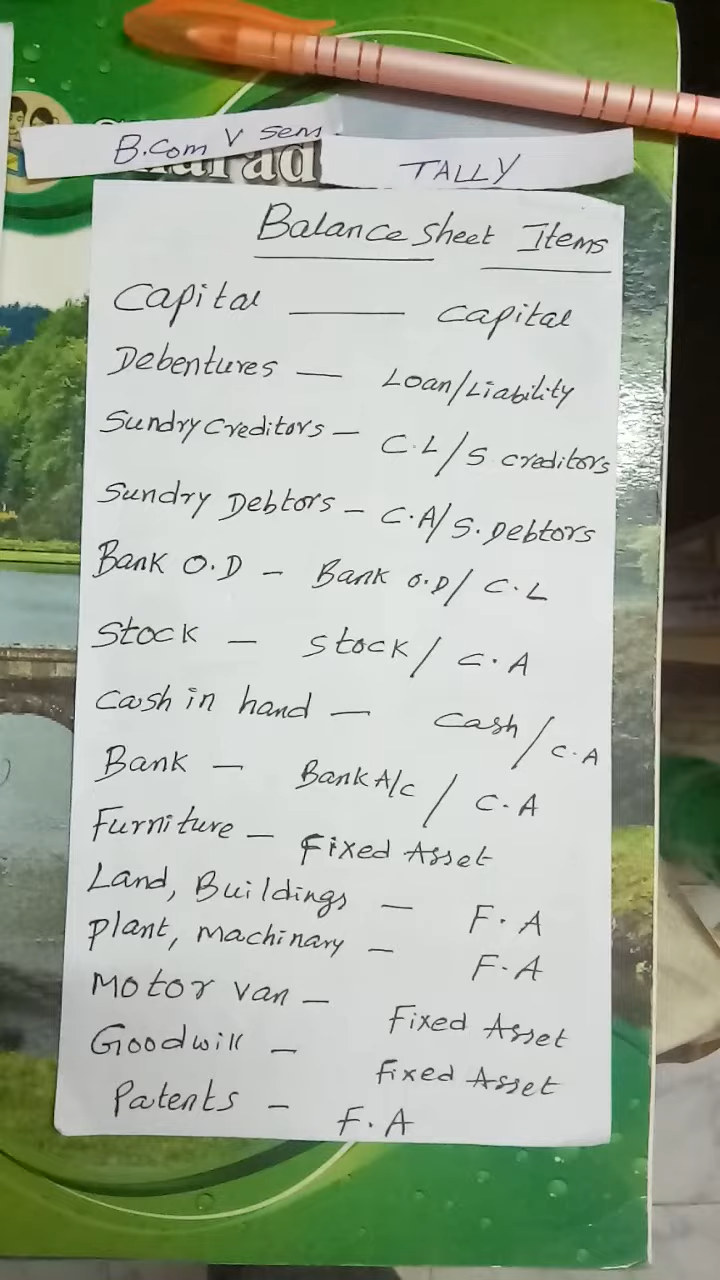 B.Com V Sem
TALLY
Balance Sheet Items
Capital — Capital
Debentures — Loan/Liability
Sundry Creditors — C.L/S creditors
Sundry Debtors — C.A/S. Debtors
Bank O.D — Bank O.D/ C.L
Stock — Stock/ C.A
Cash in hand — Cash/C.A
Bank — Bank A/c / C.A
Furniture — Fixed Asset
Land, Buildings — F.A
Plant, Machinary — F.A
Motor van — Fixed Asset
Goodwill — Fixed Asset
Patents — F.A